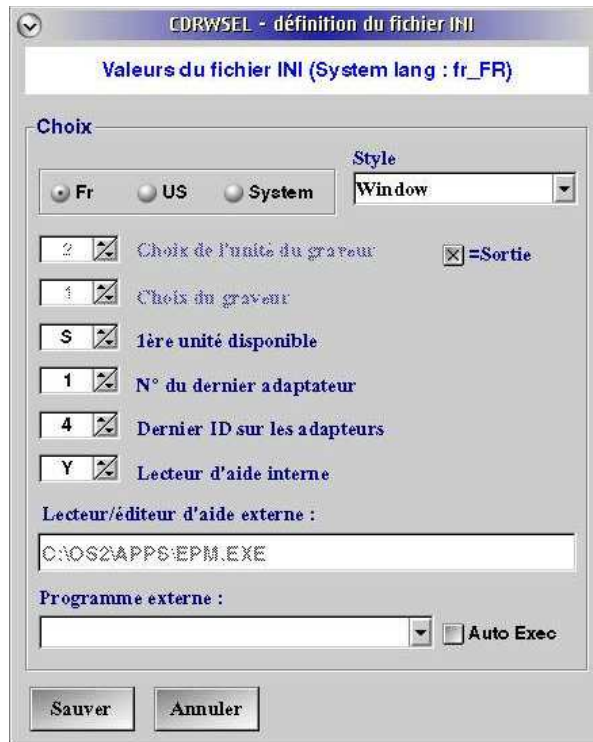 CDRWSEL - définition du fichier INI
Valeurs du fichier INI (System lang : fr_FR)
Choix
Style
Fr US System
Window
2 Choix de l'unité du graveur
=Sortie
1 Choix du graveur
S 1ère unité disponible
1 N° du dernier adaptateur
4 Dernier ID sur les adapteurs
Y Lecteur d'aide interne
Lecteur/éditeur d'aide externe :
C:\OS2\APPS\EPM.EXE
Programme externe :
Auto Exec
Sauver Annuler